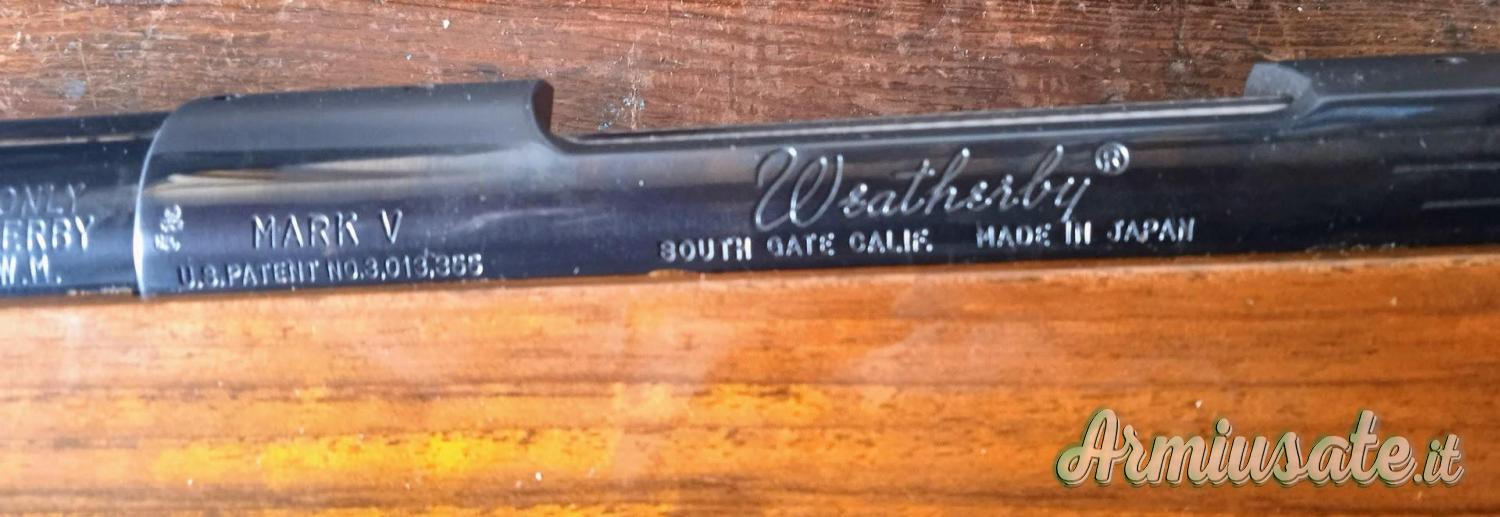 ONLY
ERBY
W.M.
MARK V
U.S. PATENT NO. 3,013,355
Weatherby®
SOUTH GATE CALIF. MADE IN JAPAN
Armiusate.it